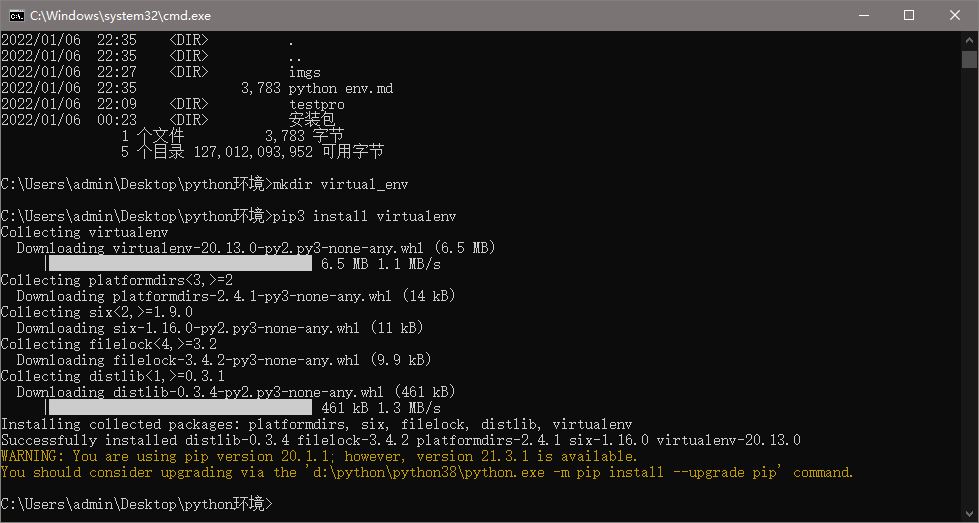 C:\Windows\system32\cmd.exe
2022/01/06  22:35    <DIR>          .
2022/01/06  22:35    <DIR>          ..
2022/01/06  22:27    <DIR>          imgs
2022/01/06  22:35             3,783 python env.md
2022/01/06  22:09    <DIR>          testpro
2022/01/06  00:23    <DIR>          安装包
               1 个文件          3,783 字节
               5 个目录 127,012,093,952 可用字节
C:\Users\admin\Desktop\python环境>mkdir virtual_env
C:\Users\admin\Desktop\python环境>pip3 install virtualenv
Collecting virtualenv
  Downloading virtualenv-20.13.0-py2.py3-none-any.whl (6.5 MB)
     | 6.5 MB 1.1 MB/s
Collecting platformdirs<3,>=2
  Downloading platformdirs-2.4.1-py3-none-any.whl (14 kB)
Collecting six<2,>=1.9.0
  Downloading six-1.16.0-py2.py3-none-any.whl (11 kB)
Collecting filelock<4,>=3.2
  Downloading filelock-3.4.2-py3-none-any.whl (9.9 kB)
Collecting distlib<1,>=0.3.1
  Downloading distlib-0.3.4-py2.py3-none-any.whl (461 kB)
     | 461 kB 1.3 MB/s
Installing collected packages: platformdirs, six, filelock, distlib, virtualenv
Successfully installed distlib-0.3.4 filelock-3.4.2 platformdirs-2.4.1 six-1.16.0 virtualenv-20.13.0
WARNING: You are using pip version 20.1.1; however, version 21.3.1 is available.
You should consider upgrading via the 'd:\python\python38\python.exe -m pip install --upgrade pip' command.
C:\Users\admin\Desktop\python环境>